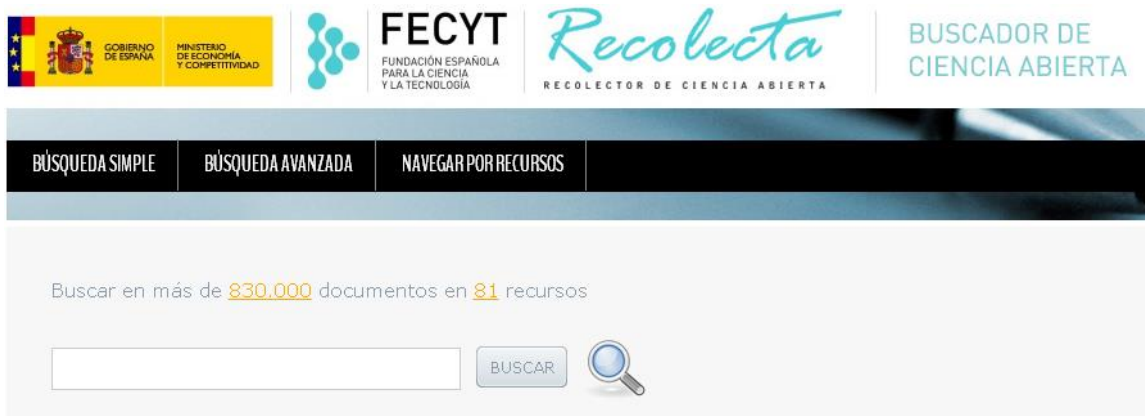 GOBIERNO
DE ESPAÑA
MINISTERIO
DE ECONOMÍA
Y COMPETITIVIDAD
FECYT
FUNDACIÓN ESPAÑOLA
PARA LA CIENCIA
Y LA TECNOLOGÍA
Recolecta
RECOLECTOR DE CIENCIA ABIERTA
BUSCADOR DE
CIENCIA ABIERTA
BÚSQUEDA SIMPLE
BÚSQUEDA AVANZADA
NAVEGAR POR RECURSOS
Buscar en más de 830.000 documentos en 81 recursos
BUSCAR